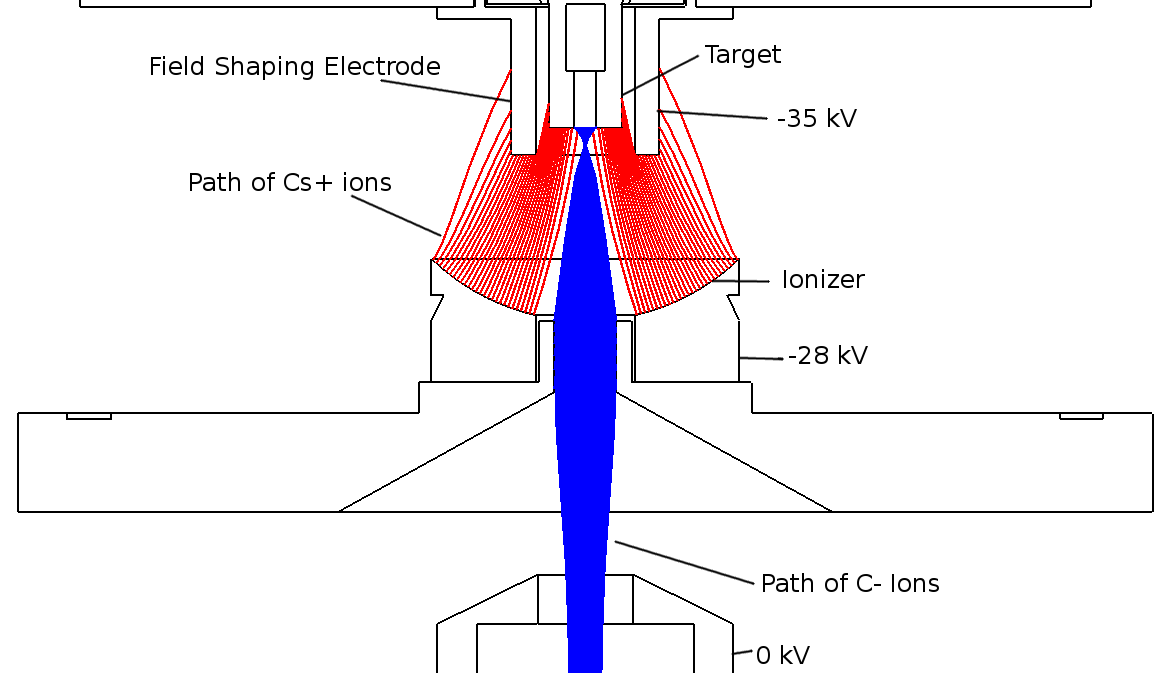 Target
Field Shaping Electrode
-35 kV
Path of Cs+ ions
Ionizer
-28 kV
Path of C- Ions
0 kV